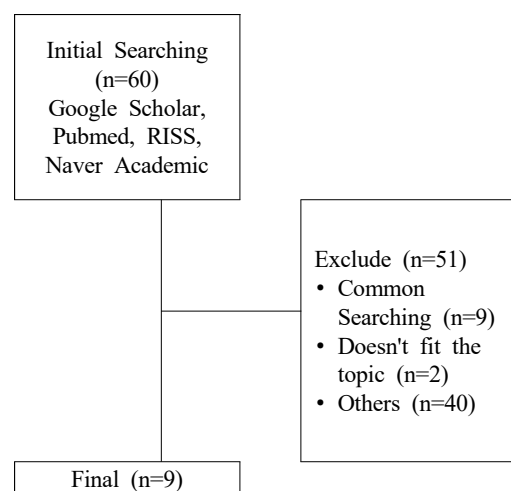 Initial Searching
(n=60)
Google Scholar,
Pubmed, RISS,
Naver Academic
Exclude (n=51)
• Common
Searching (n=9)
• Doesn't fit the
topic (n=2)
• Others (n=40)
Final (n=9)